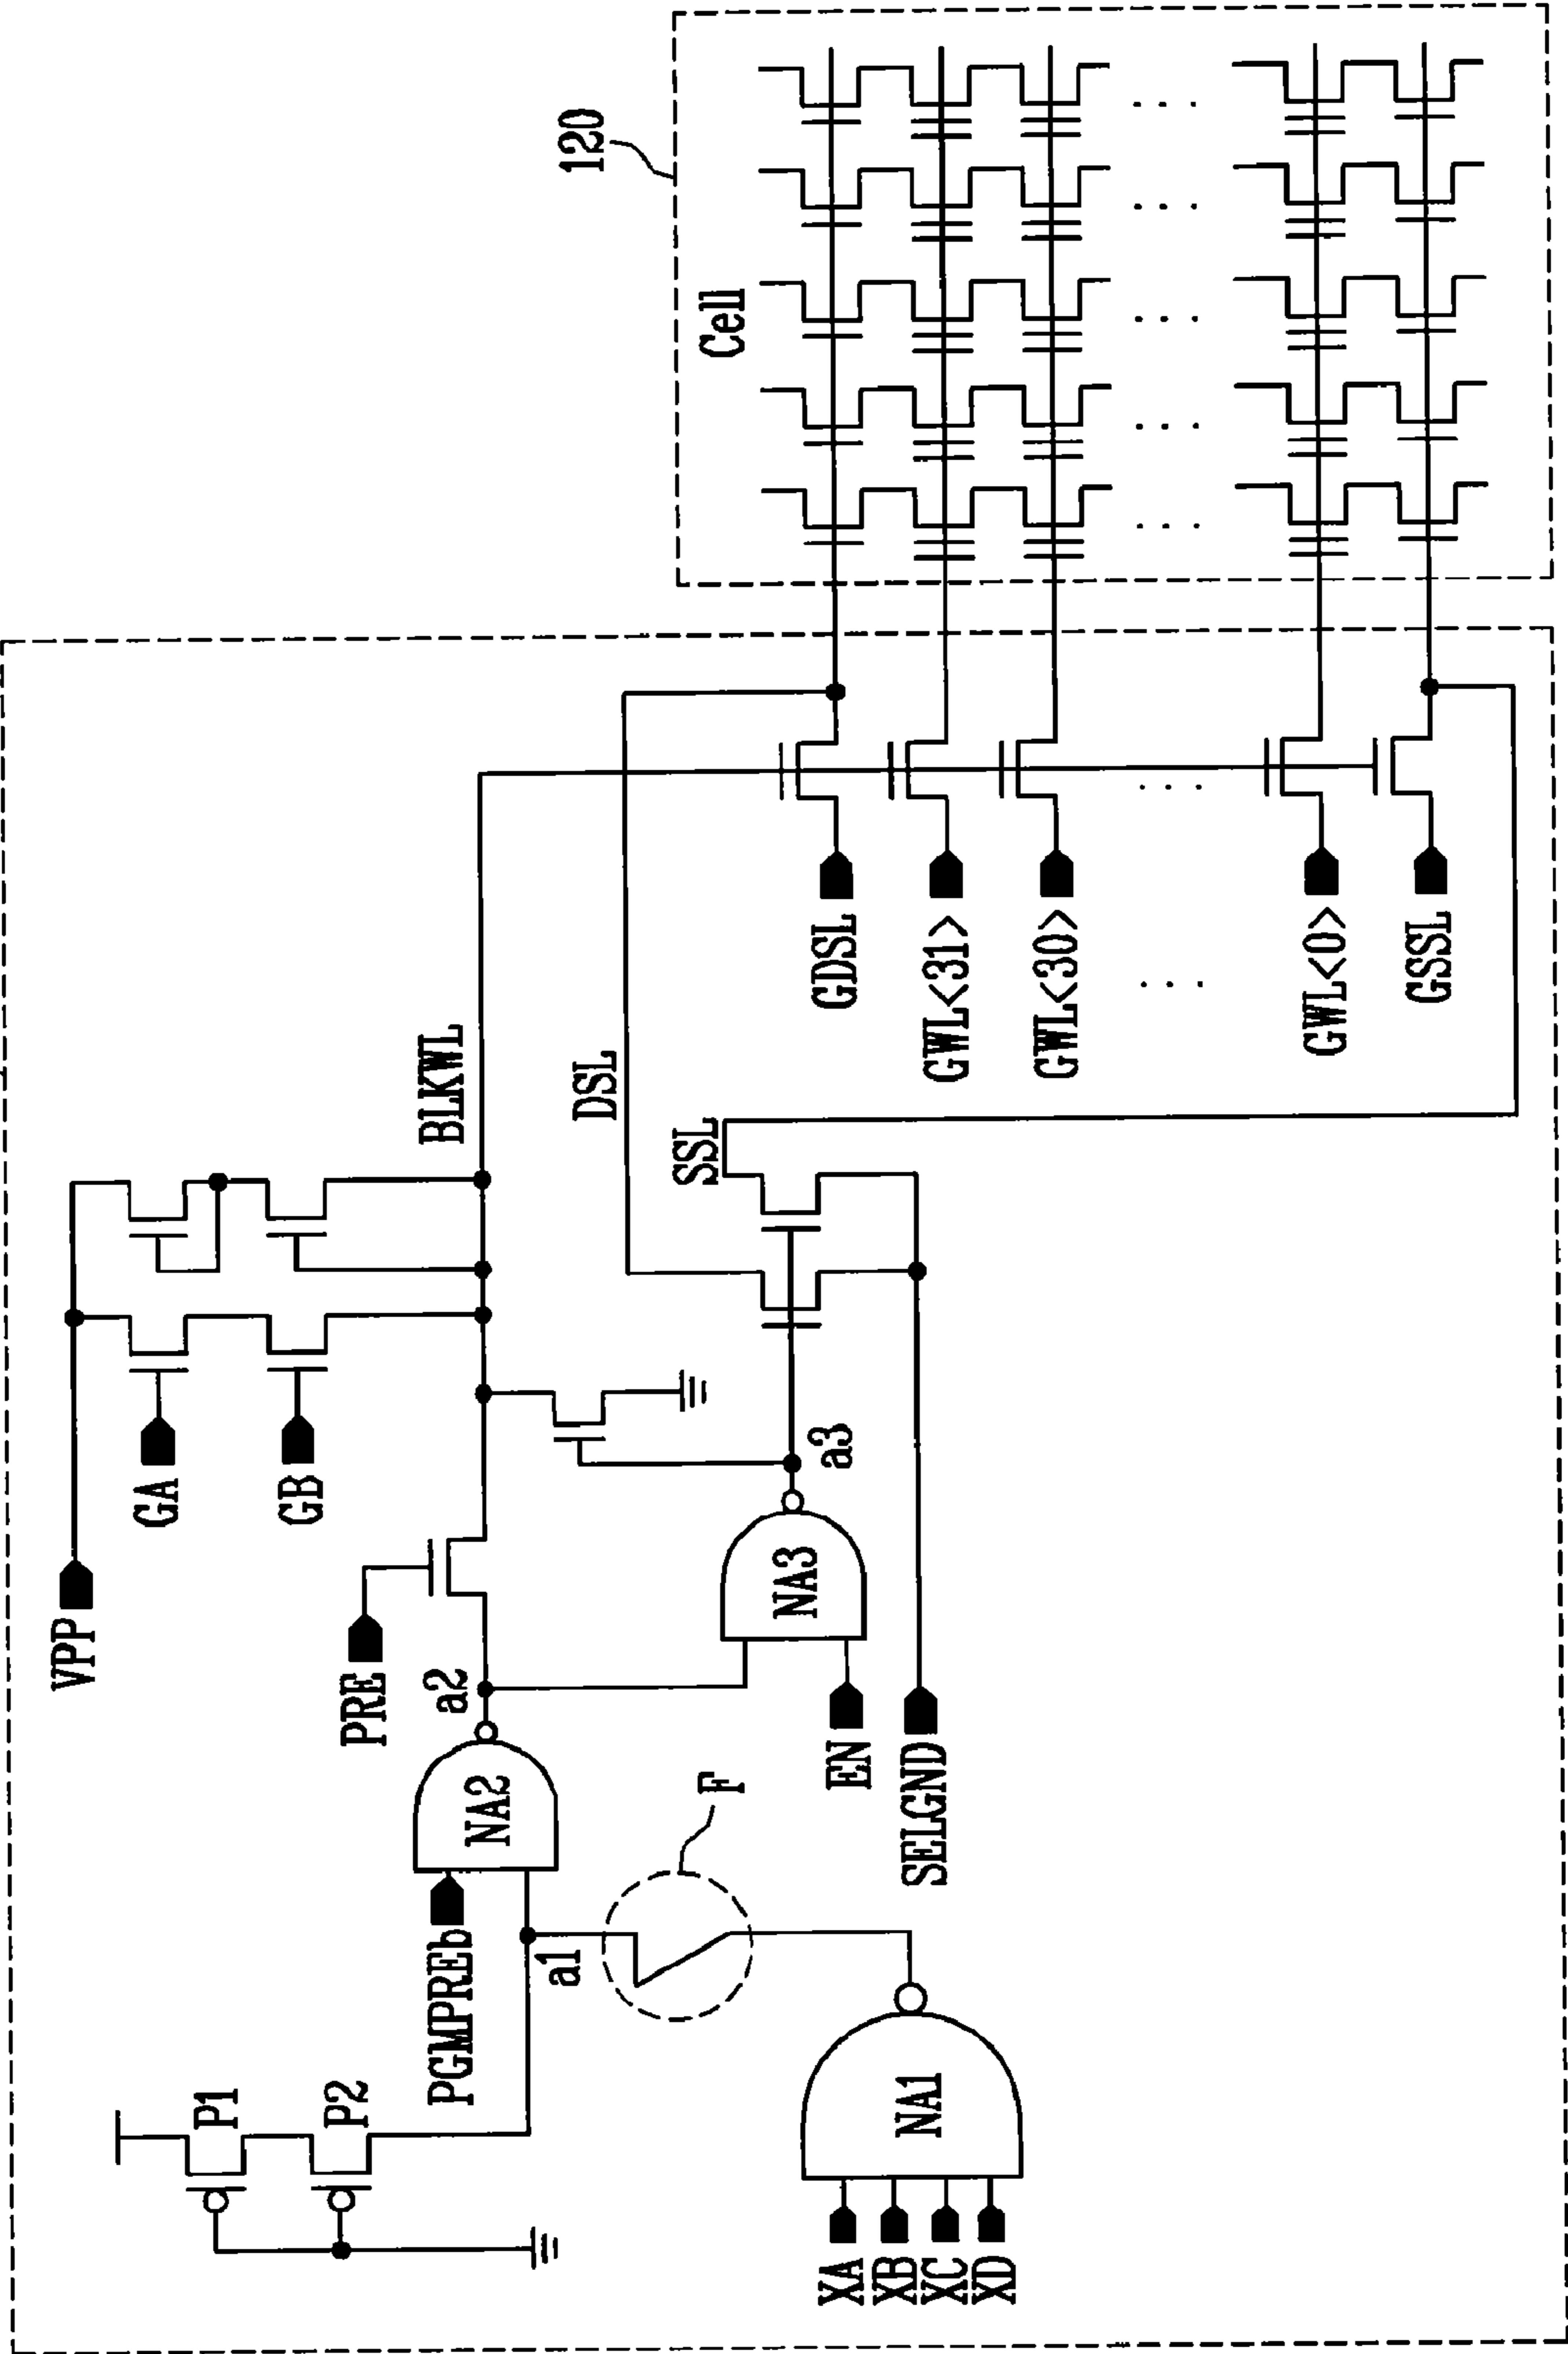 VPP
GA
GB
PRE
P1
P2
PGMPREb
NA2
a2
a1
F
NA3
a3
EN
SELGND
NA1
XA
XB
XC
XD
BLKWL
DSL
SSL
GDSL
GWL<31>
GWL<30>
. . .
GWL<0>
GSSL
120
Cell